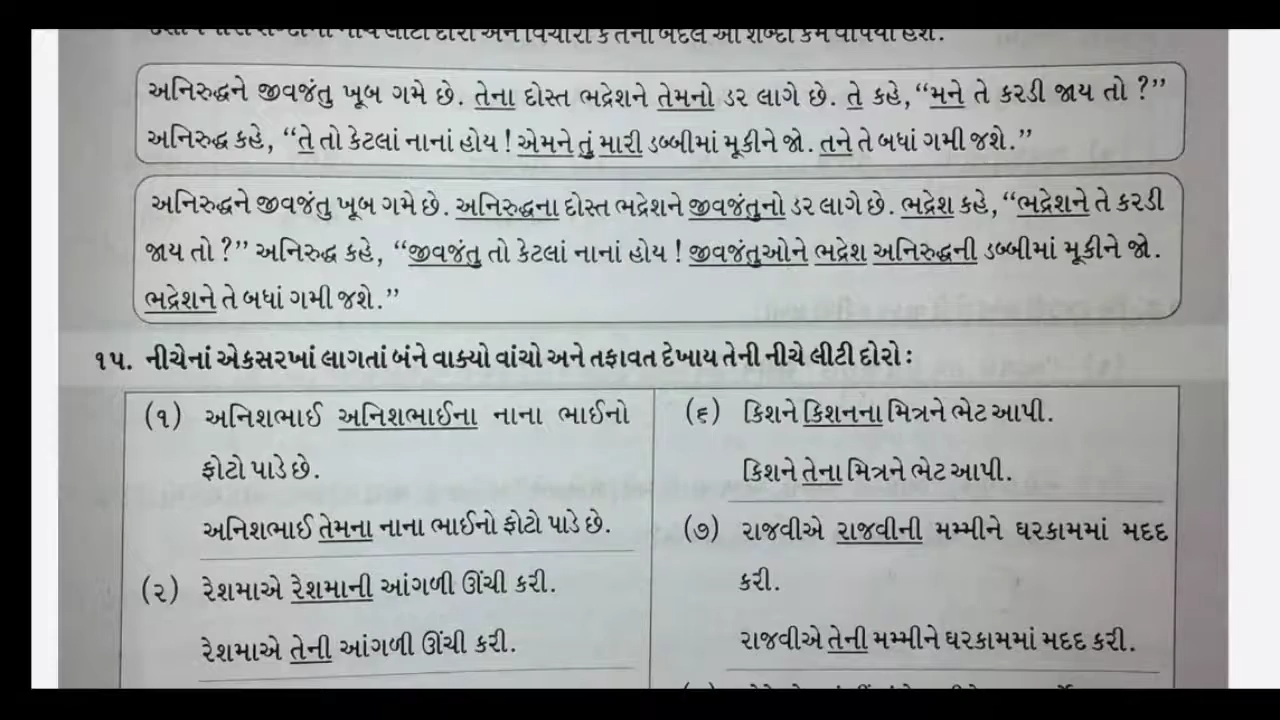 અનિરુદ્ધને જીવજંતુ ખૂબ ગમે છે. તેના દોસ્ત ભદ્રેશને તેમનો ડર લાગે છે. તે કહે, “મને તે કરડી જાય તો ?”
અનિરુદ્ધ કહે, “તે તો કેટલાં નાનાં હોય ! એમને તું મારી ડબ્બીમાં મૂકીને જો. તને તે બધાં ગમી જશે.”
અનિરુદ્ધને જીવજંતુ ખૂબ ગમે છે. અનિરુદ્ધના દોસ્ત ભદ્રેશને જીવજંતુનો ડર લાગે છે. ભદ્રેશ કહે, “ભદ્રેશને તે કરડી
જાય તો ?” અનિરુદ્ધ કહે, “જીવજંતુ તો કેટલાં નાનાં હોય ! જીવજંતુઓને ભદ્રેશ અનિરુદ્ધની ડબ્બીમાં મૂકીને જો.
ભદ્રેશને તે બધાં ગમી જશે.”
૧૫. નીચેનાં એકસરખાં લાગતાં બંને વાક્યો વાંચો અને તફાવત દેખાય તેની નીચે લીટી દોરો :
(૧) અનિશભાઈ અનિશભાઈના નાના ભાઈનો
ફોટો પાડે છે.
અનિશભાઈ તેમના નાના ભાઈનો ફોટો પાડે છે.
(૨) રેશમાએ રેશમાની આંગળી ઊંચી કરી.
રેશમાએ તેની આંગળી ઊંચી કરી.
(૬) કિશને કિશનના મિત્રને ભેટ આપી.
કિશને તેના મિત્રને ભેટ આપી.
(૭) રાજવીએ રાજવીની મમ્મીને ઘરકામમાં મદદ
કરી.
રાજવીએ તેની મમ્મીને ઘરકામમાં મદદ કરી.